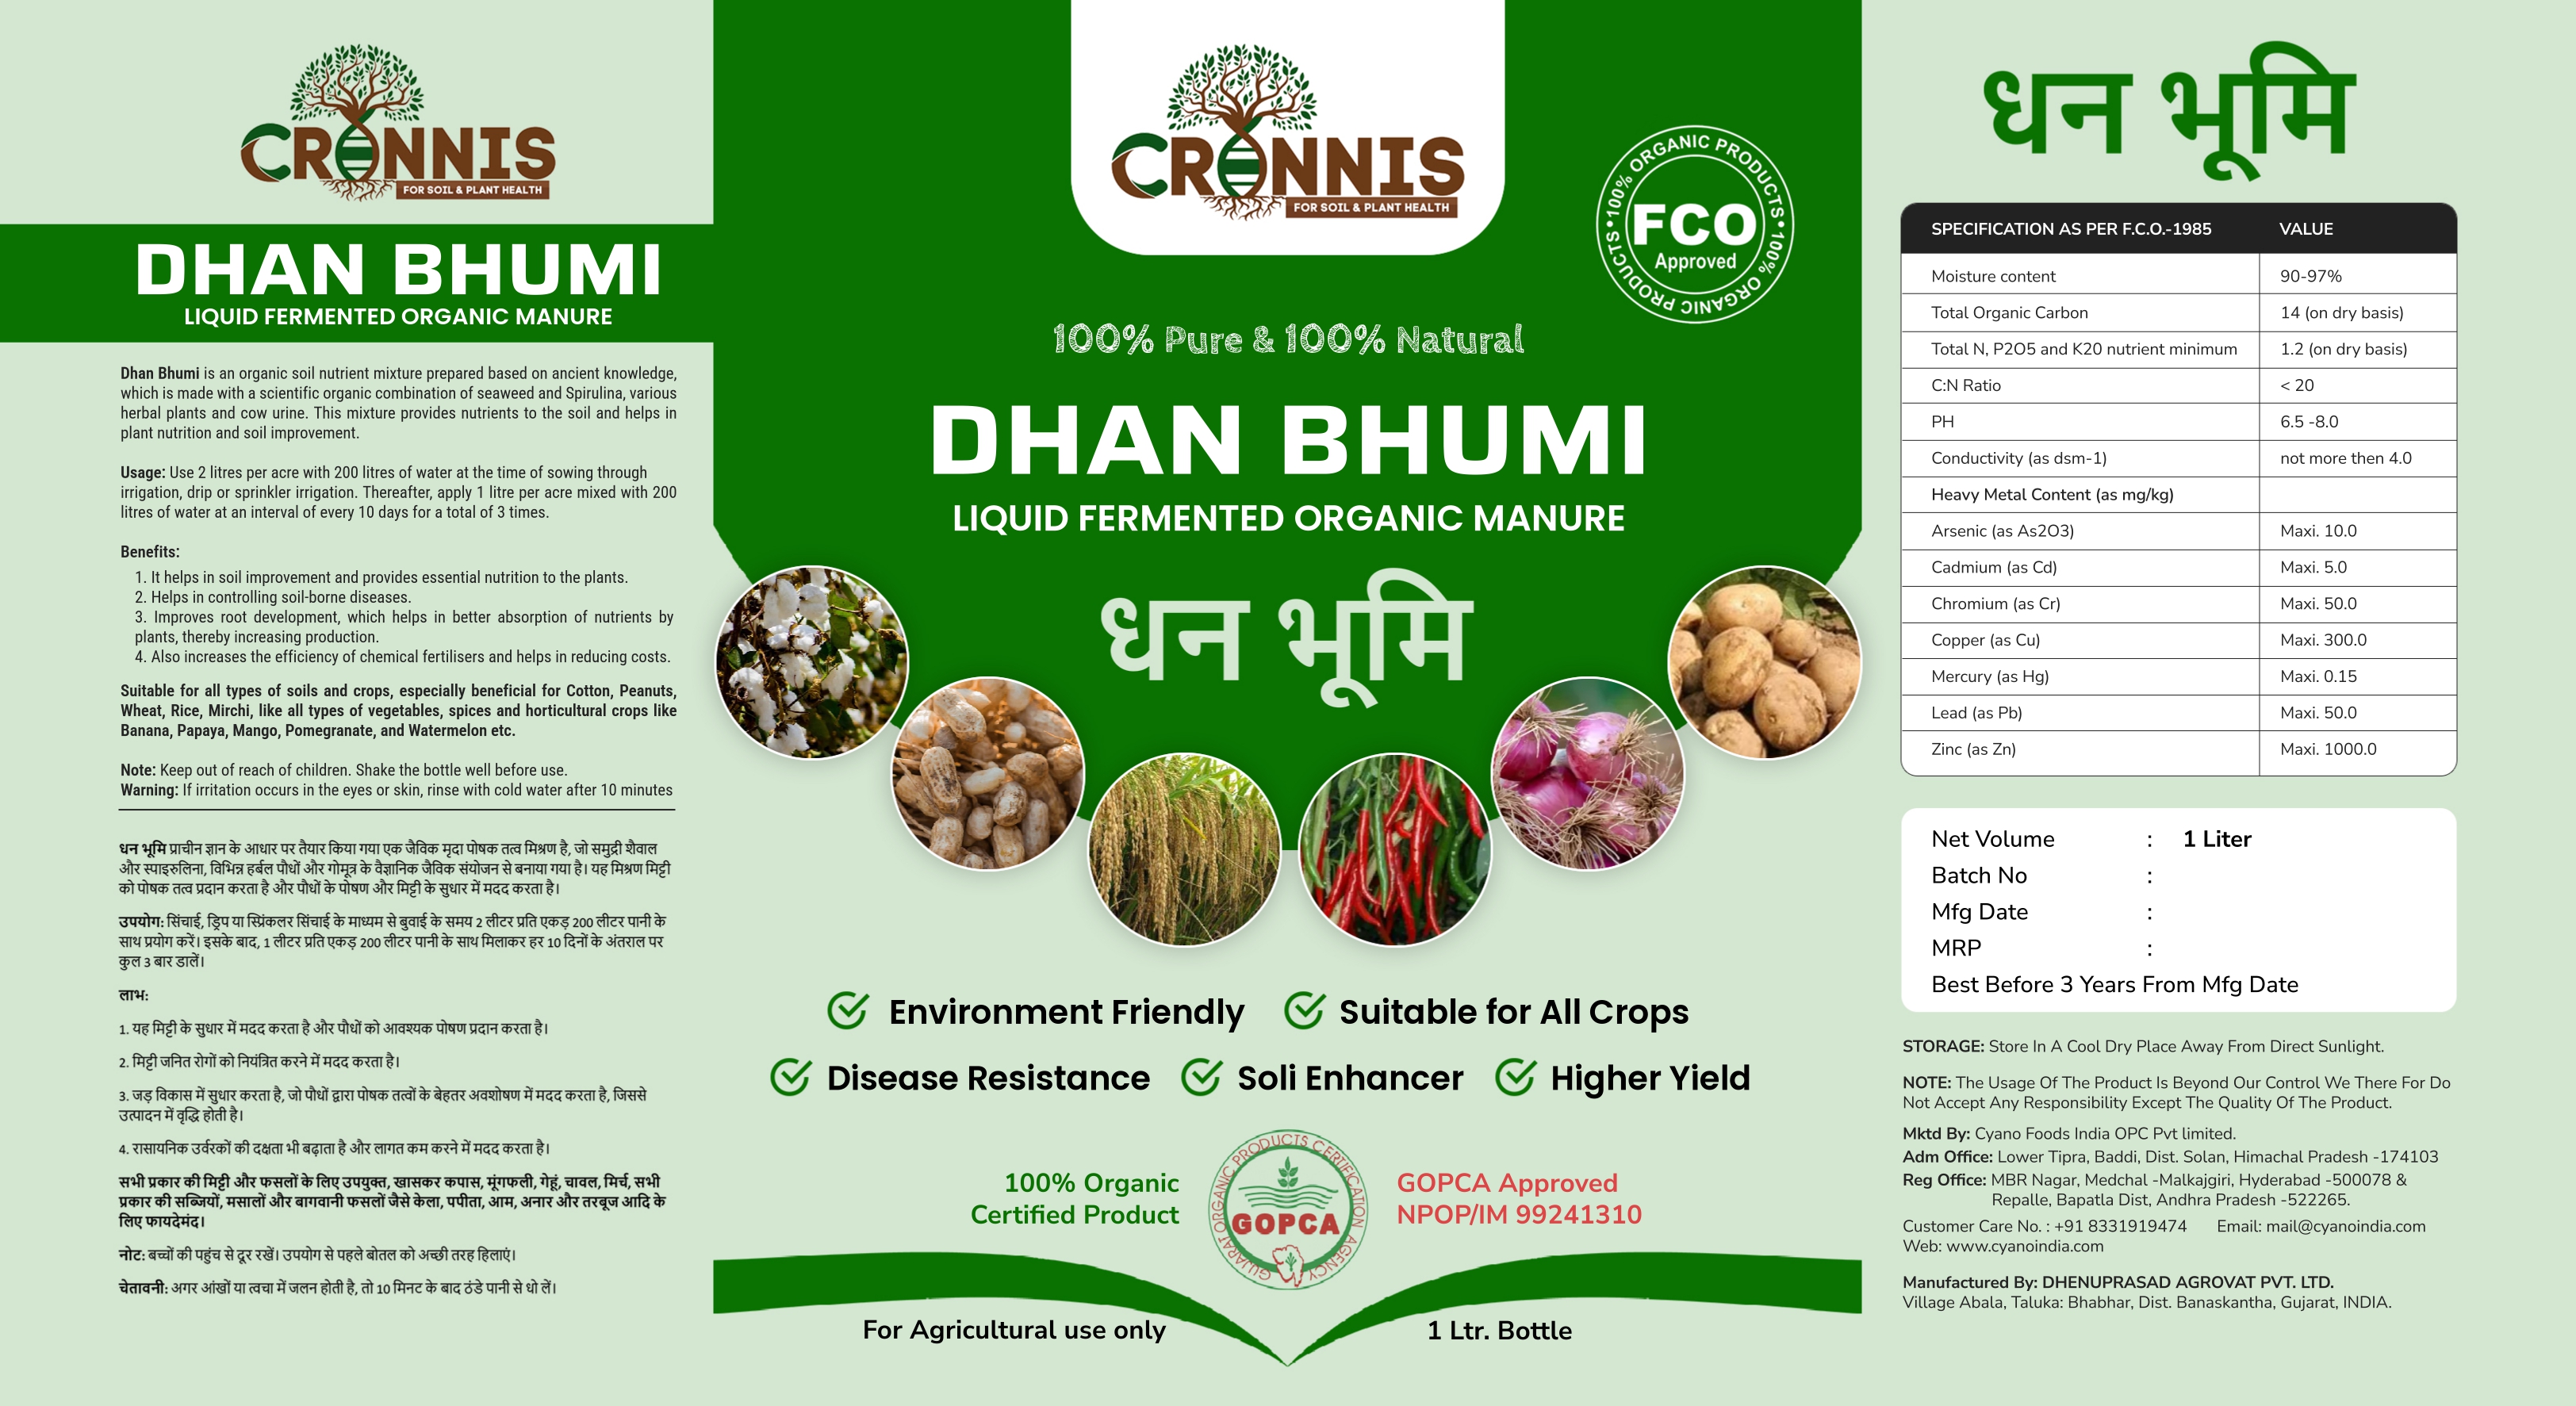 CRONNIS
FOR SOIL & PLANT HEALTH
DHAN BHUMI
LIQUID FERMENTED ORGANIC MANURE
Dhan Bhumi is an organic soil nutrient mixture prepared based on ancient knowledge,
which is made with a scientific organic combination of seaweed and Spirulina, various
herbal plants and cow urine. This mixture provides nutrients to the soil and helps in
plant nutrition and soil improvement.
Usage: Use 2 litres per acre with 200 litres of water at the time of sowing through
irrigation, drip or sprinkler irrigation. Thereafter, apply 1 litre per acre mixed with 200
litres of water at an interval of every 10 days for a total of 3 times.
Benefits:
1. It helps in soil improvement and provides essential nutrition to the plants.
2. Helps in controlling soil-borne diseases.
3. Improves root development, which helps in better absorption of nutrients by
plants, thereby increasing production.
4. Also increases the efficiency of chemical fertilisers and helps in reducing costs.
Suitable for all types of soils and crops, especially beneficial for Cotton, Peanuts,
Wheat, Rice, Mirchi, like all types of vegetables, spices and horticultural crops like
Banana, Papaya, Mango, Pomegranate, and Watermelon etc.
Note: Keep out of reach of children. Shake the bottle well before use.
Warning: If irritation occurs in the eyes or skin, rinse with cold water after 10 minutes
धन भूमि प्राचीन ज्ञान के आधार पर तैयार किया गया एक जैविक मृदा पोषक तत्व मिश्रण है, जो समुद्री शैवाल
और स्पाइरुलिना, विभिन्न हर्बल पौधों और गोमूत्र के वैज्ञानिक जैविक संयोजन से बनाया गया है। यह मिश्रण मिट्टी
को पोषक तत्व प्रदान करता है और पौधों के पोषण और मिट्टी के सुधार में मदद करता है।
उपयोग: सिंचाई, ड्रिप या स्प्रिंकलर सिंचाई के माध्यम से बुवाई के समय 2 लीटर प्रति एकड़ 200 लीटर पानी के
साथ प्रयोग करें। इसके बाद, 1 लीटर प्रति एकड़ 200 लीटर पानी के साथ मिलाकर हर 10 दिनों के अंतराल पर
कुल 3 बार डालें।
लाभ:
1. यह मिट्टी के सुधार में मदद करता है और पौधों को आवश्यक पोषण प्रदान करता है।
2. मिट्टी जनित रोगों को नियंत्रित करने में मदद करता है।
3. जड़ विकास में सुधार करता है, जो पौधों द्वारा पोषक तत्वों के बेहतर अवशोषण में मदद करता है, जिससे
उत्पादन में वृद्धि होती है।
4. रासायनिक उर्वरकों की दक्षता भी बढ़ाता है और लागत कम करने में मदद करता है।
सभी प्रकार की मिट्टी और फसलों के लिए उपयुक्त, खासकर कपास, मूंगफली, गेहूं, चावल, मिर्च, सभी
प्रकार की सब्जियों, मसालों और बागवानी फसलों जैसे केला, पपीता, आम, अनार और तरबूज आदि के
लिए फायदेमंद।
नोट: बच्चों की पहुंच से दूर रखें। उपयोग से पहले बोतल को अच्छी तरह हिलाएं।
चेतावनी: अगर आंखों या त्वचा में जलन होती है, तो 10 मिनट के बाद ठंडे पानी से धो लें।
CRONNIS
FOR SOIL & PLANT HEALTH
100% ORGANIC PRODUCTS • 100% ORGANIC PRODUCTS •
FCO
Approved
100% Pure & 100% Natural
DHAN BHUMI
LIQUID FERMENTED ORGANIC MANURE
धन भूमि
Environment Friendly Suitable for All Crops
Disease Resistance Soli Enhancer Higher Yield
100% Organic
Certified Product
GUJARAT ORGANIC PRODUCTS CERTIFICATION AGENCY
GOPCA
GOPCA Approved
NPOP/IM 99241310
For Agricultural use only
1 Ltr. Bottle
धन भूमि
SPECIFICATION AS PER F.C.O.-1985 VALUE
Moisture content 90-97%
Total Organic Carbon 14 (on dry basis)
Total N, P2O5 and K20 nutrient minimum 1.2 (on dry basis)
C:N Ratio < 20
PH 6.5 -8.0
Conductivity (as dsm-1) not more then 4.0
Heavy Metal Content (as mg/kg)
Arsenic (as As2O3) Maxi. 10.0
Cadmium (as Cd) Maxi. 5.0
Chromium (as Cr) Maxi. 50.0
Copper (as Cu) Maxi. 300.0
Mercury (as Hg) Maxi. 0.15
Lead (as Pb) Maxi. 50.0
Zinc (as Zn) Maxi. 1000.0
Net Volume : 1 Liter
Batch No :
Mfg Date :
MRP :
Best Before 3 Years From Mfg Date
STORAGE: Store In A Cool Dry Place Away From Direct Sunlight.
NOTE: The Usage Of The Product Is Beyond Our Control We There For Do
Not Accept Any Responsibility Except The Quality Of The Product.
Mktd By: Cyano Foods India OPC Pvt limited.
Adm Office: Lower Tipra, Baddi, Dist. Solan, Himachal Pradesh -174103
Reg Office: MBR Nagar, Medchal -Malkajgiri, Hyderabad -500078 &
Repalle, Bapatla Dist, Andhra Pradesh -522265.
Customer Care No. : +91 8331919474 Email: mail@cyanoindia.com
Web: www.cyanoindia.com
Manufactured By: DHENUPRASAD AGROVAT PVT. LTD.
Village Abala, Taluka: Bhabhar, Dist. Banaskantha, Gujarat, INDIA.